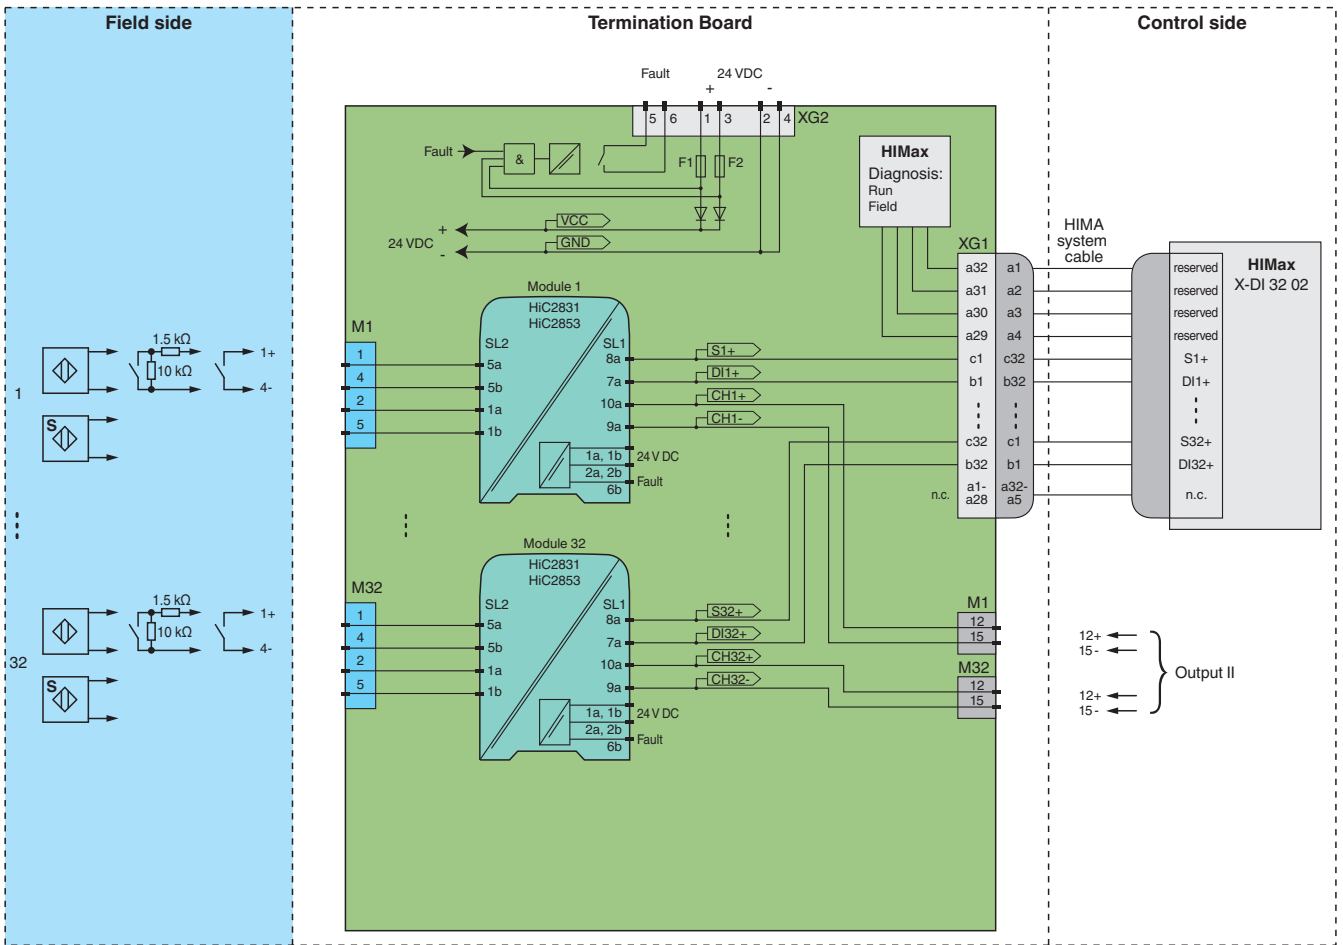 Field side
Termination Board
Control side
Fault
24 VDC
+
-
5
6
1
3
2
4
XG2
Fault
&
F1
F2
VCC
GND
+
24 VDC
-
HIMax
Diagnosis:
Run
Field
HIMA
system
cable
XG1
a32 a1
a31 a2
a30 a3
a29 a4
c1 c32
b1 b32
c32 c1
b32 b1
n.c. a1- a32-
a28 a5
reserved
reserved
reserved
reserved
S1+
DI1+
S32+
DI32+
n.c.
HIMax
X-DI 32 02
1
1.5 kΩ
10 kΩ
1+
4-
S
M1
1
4
2
5
Module 1
HiC2831
HiC2853
SL2
SL1
5a
5b
1a
1b
8a
7a
10a
9a
1a, 1b
2a, 2b
6b
24 V DC
Fault
S1+
DI1+
CH1+
CH1-
32
1.5 kΩ
10 kΩ
1+
4-
S
M32
1
4
2
5
Module 32
HiC2831
HiC2853
SL2
SL1
5a
5b
1a
1b
8a
7a
10a
9a
1a, 1b
2a, 2b
6b
24 V DC
Fault
S32+
DI32+
CH32+
CH32-
M1
12
15
M32
12
15
12+
15-
12+
15-
Output II